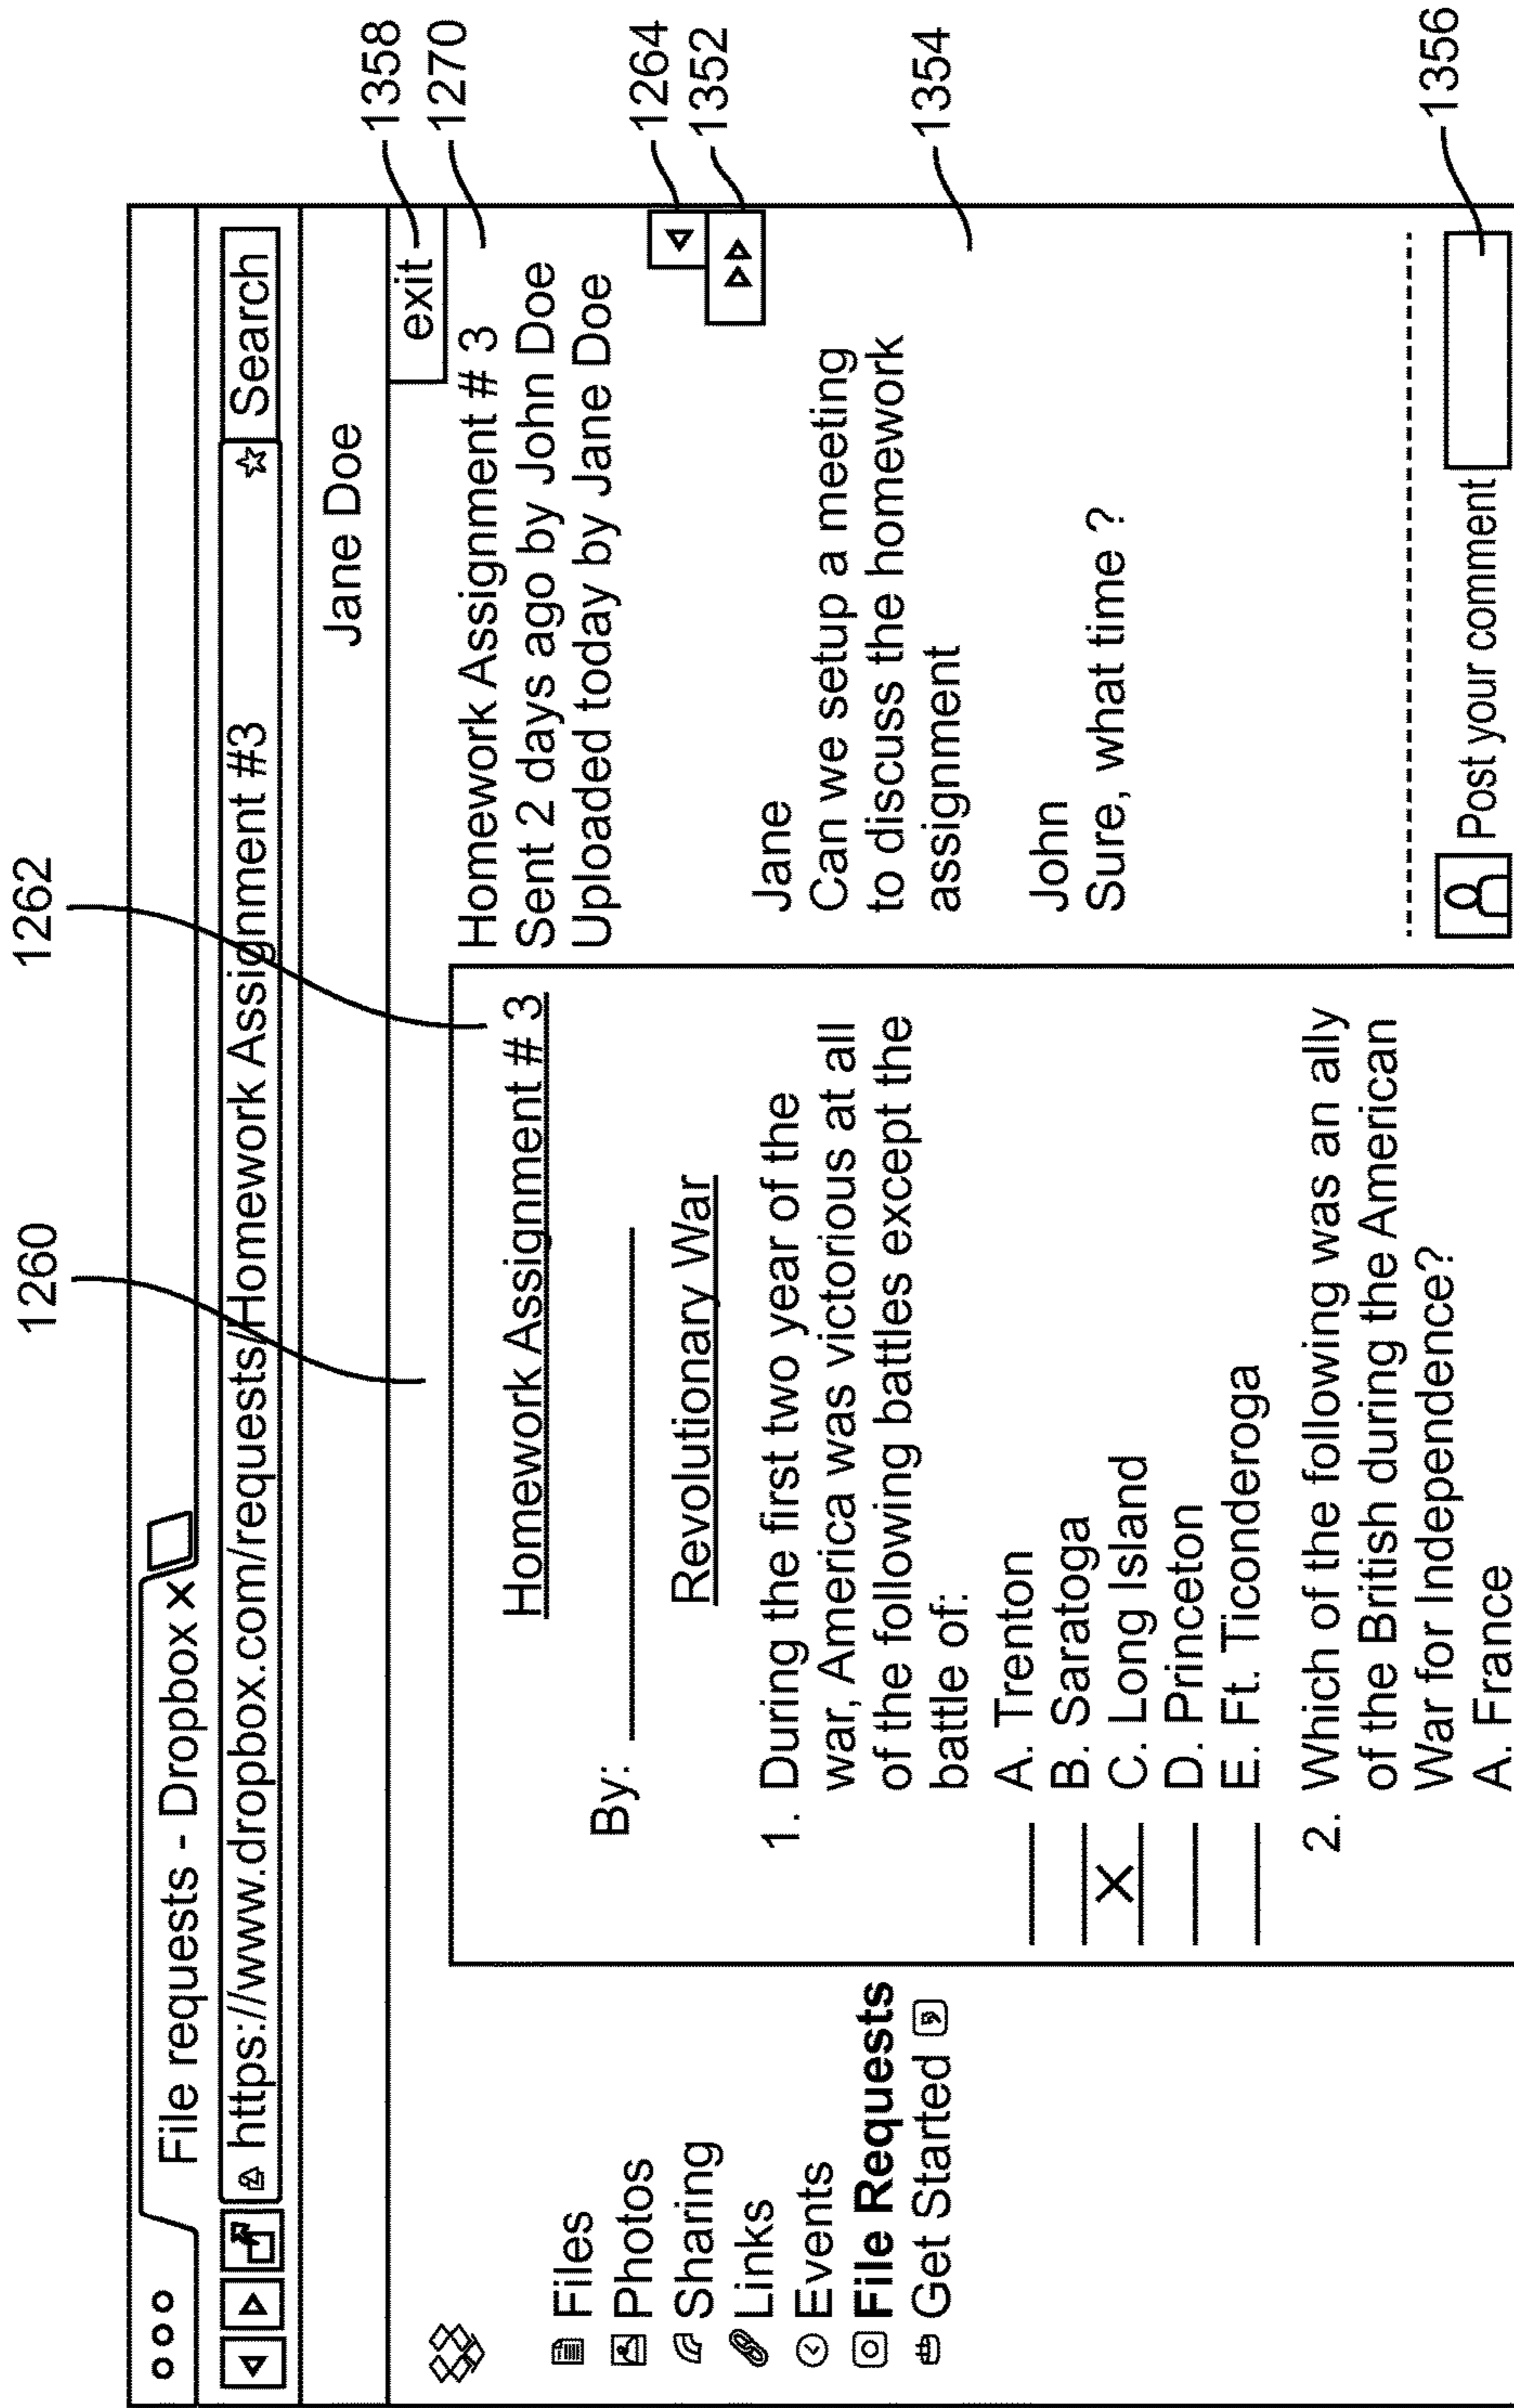 1260
1262
File requests - Dropbox X
https://www.dropbox.com/requests/Homework Assignment #3
Search
Jane Doe
exit
1358
1270
Files
Photos
Sharing
Links
Events
File Requests
Get Started
Homework Assignment # 3
By:
Revolutionary War
1. During the first two year of the
war, America was victorious at all
of the following battles except the
battle of:
A. Trenton
B. Saratoga
X C. Long Island
D. Princeton
E. Ft. Ticonderoga
2. Which of the following was an ally
of the British during the American
War for Independence?
A. France
Homework Assignment # 3
Sent 2 days ago by John Doe
Uploaded today by Jane Doe
1264
1352
Jane
Can we setup a meeting
to discuss the homework
assignment
1354
John
Sure, what time ?
Post your comment
1356